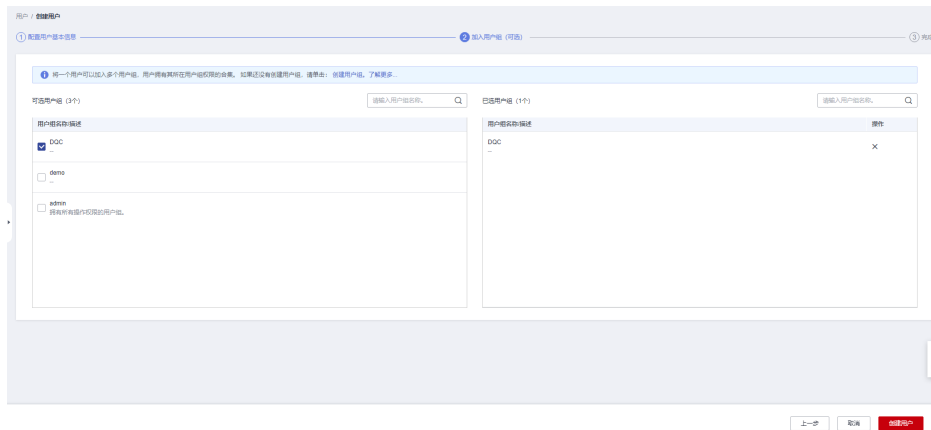 用户 / 创建用户
1 配置用户基本信息
2 加入用户组（可选）
3 完成
将一个用户可以加入多个用户组，用户拥有其所在用户组权限的合集。如果还没有创建用户组，请单击：创建用户组。了解更多...
可选用户组（3个）
请输入用户组名称。
用户组名称/描述
DQC
--
demo
--
admin
拥有所有操作权限的用户组。
已选用户组（1个）
请输入用户组名称。
用户组名称/描述 操作
DQC
--
上一步 取消 创建用户